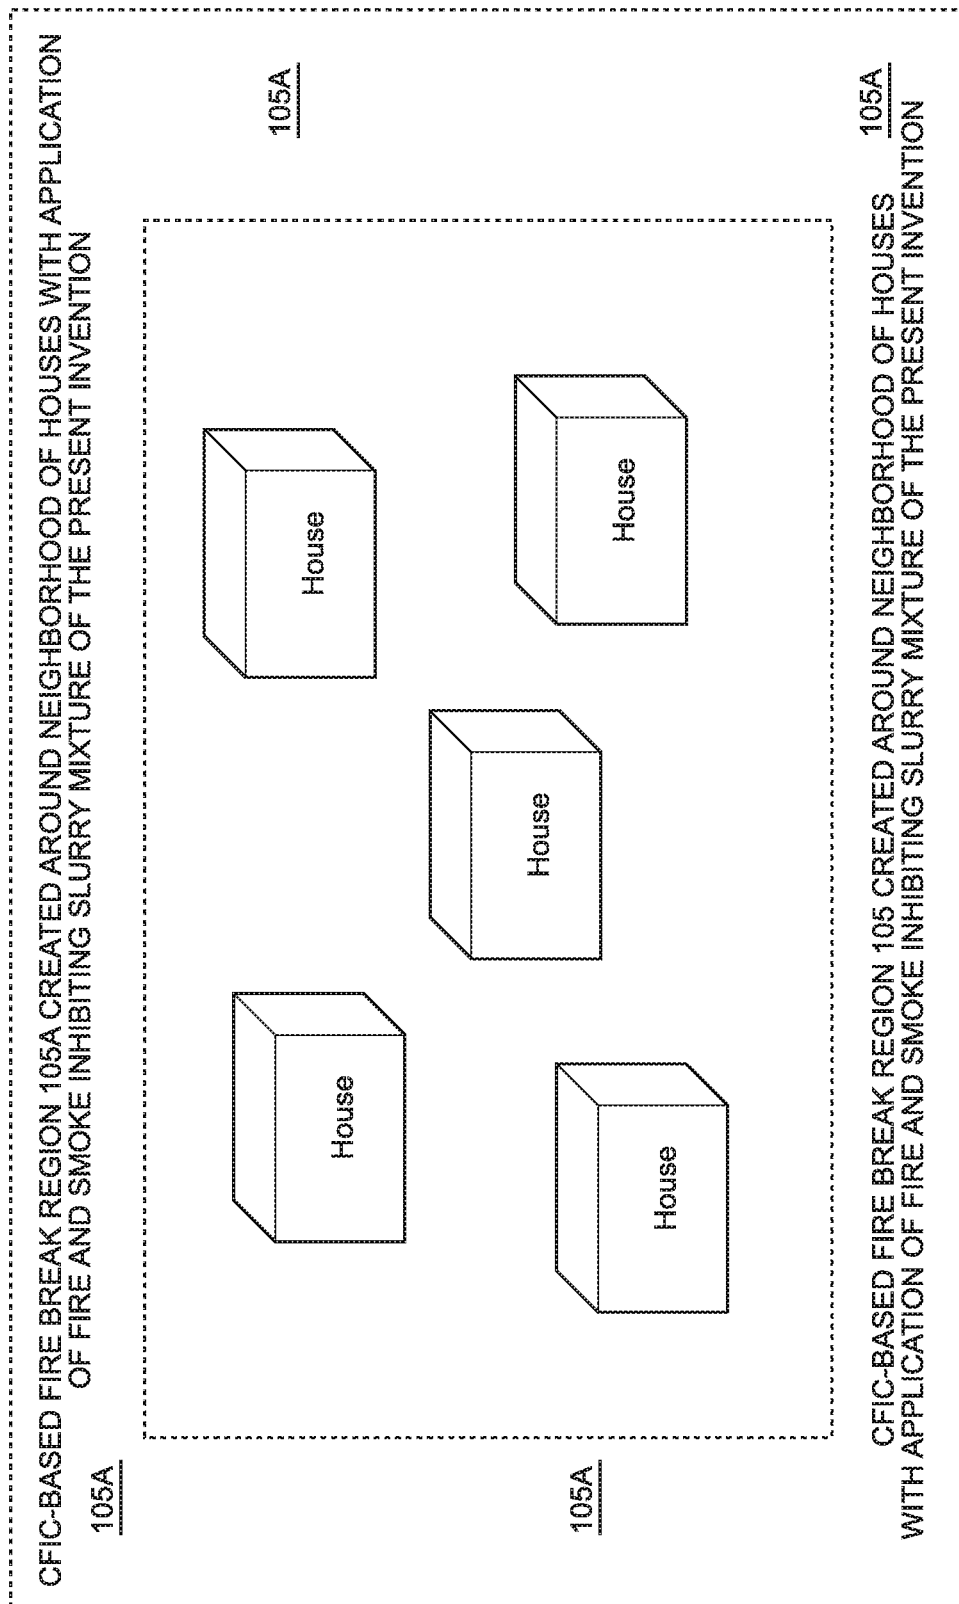 CFIC-BASED FIRE BREAK REGION 105A CREATED AROUND NEIGHBORHOOD OF HOUSES WITH APPLICATION
OF FIRE AND SMOKE INHIBITING SLURRY MIXTURE OF THE PRESENT INVENTION
105A
105A
House
House
House
105A
House
House
105A
CFIC-BASED FIRE BREAK REGION 105 CREATED AROUND NEIGHBORHOOD OF HOUSES
WITH APPLICATION OF FIRE AND SMOKE INHIBITING SLURRY MIXTURE OF THE PRESENT INVENTION